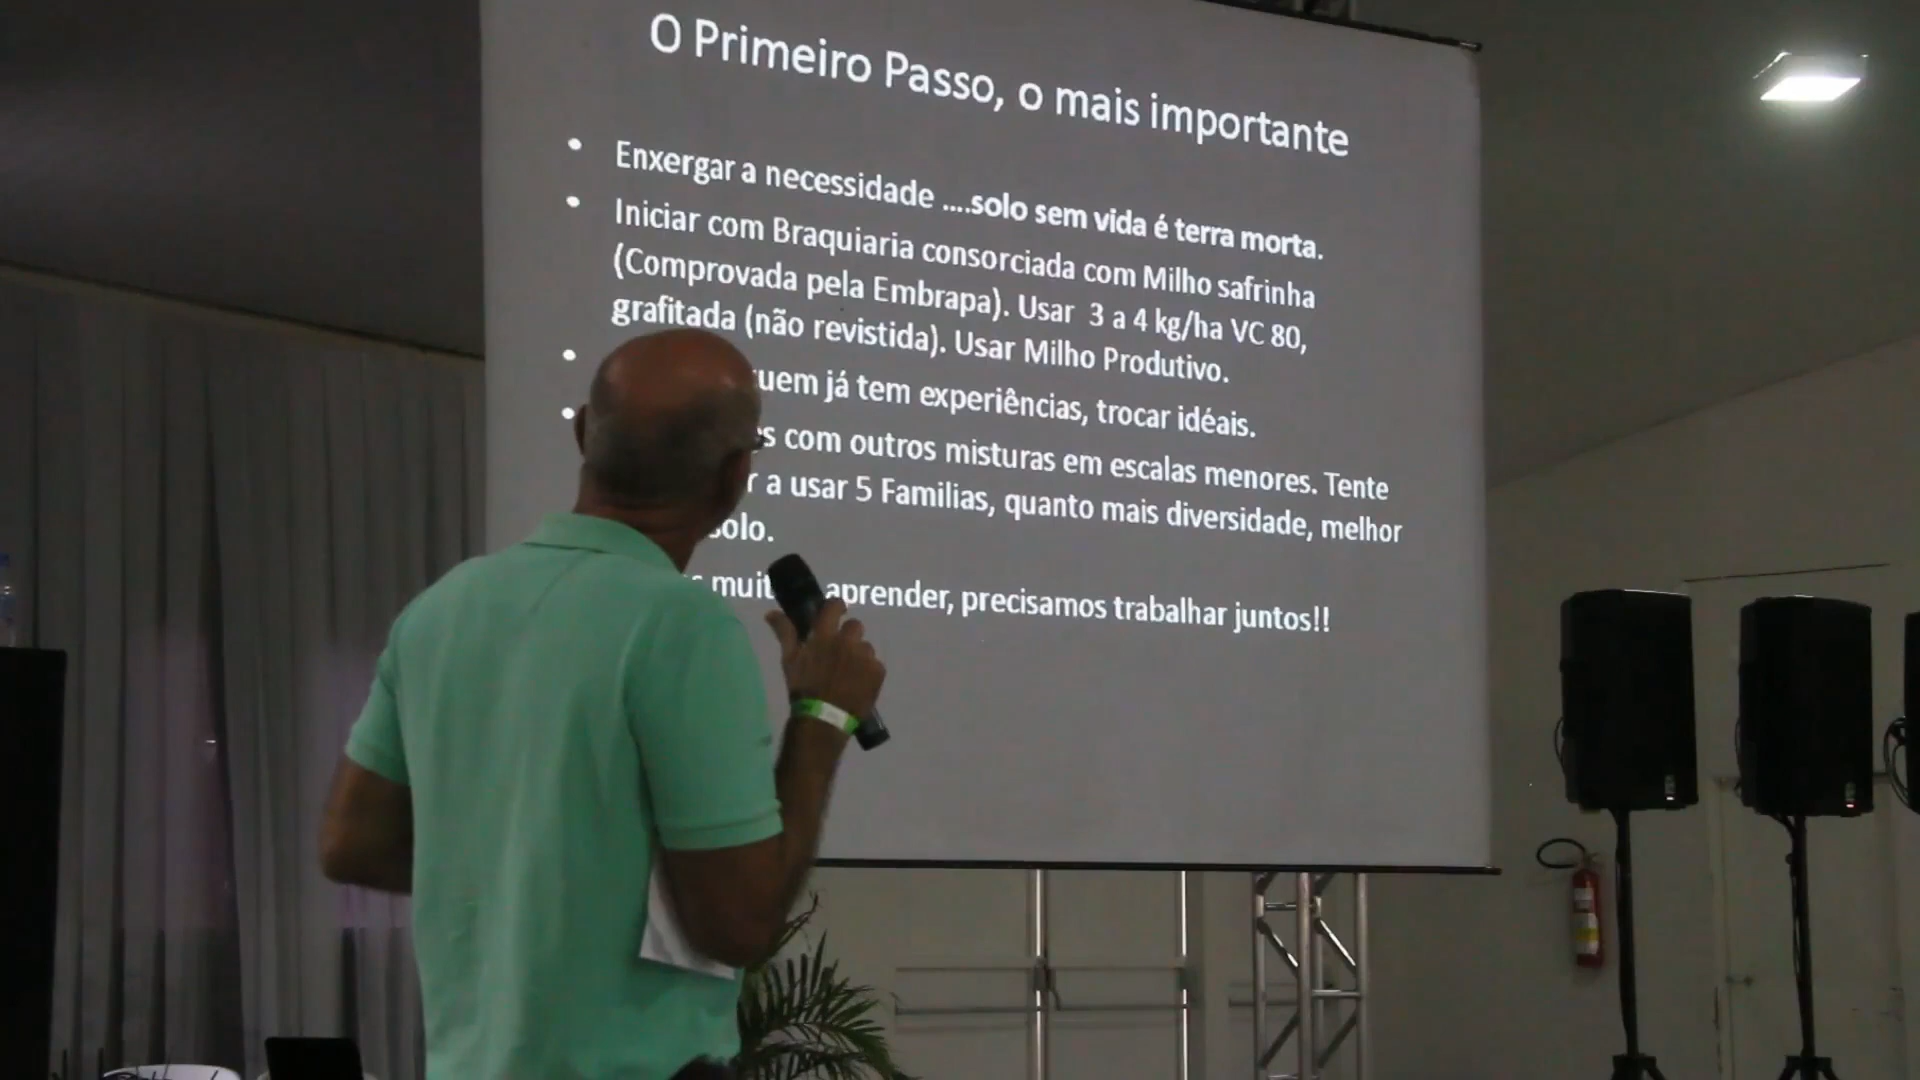 O Primeiro Passo, o mais importante
• Enxergar a necessidade ....solo sem vida é terra morta.
• Iniciar com Braquiaria consorciada com Milho safrinha
(Comprovada pela Embrapa). Usar 3 a 4 kg/ha VC 80,
grafitada (não revistida). Usar Milho Produtivo.
• já tem experiências, trocar idéais.
• com outros misturas em escalas menores. Tente
a usar 5 Familias, quanto mais diversidade, melhor
solo.
aprender, precisamos trabalhar juntos!!